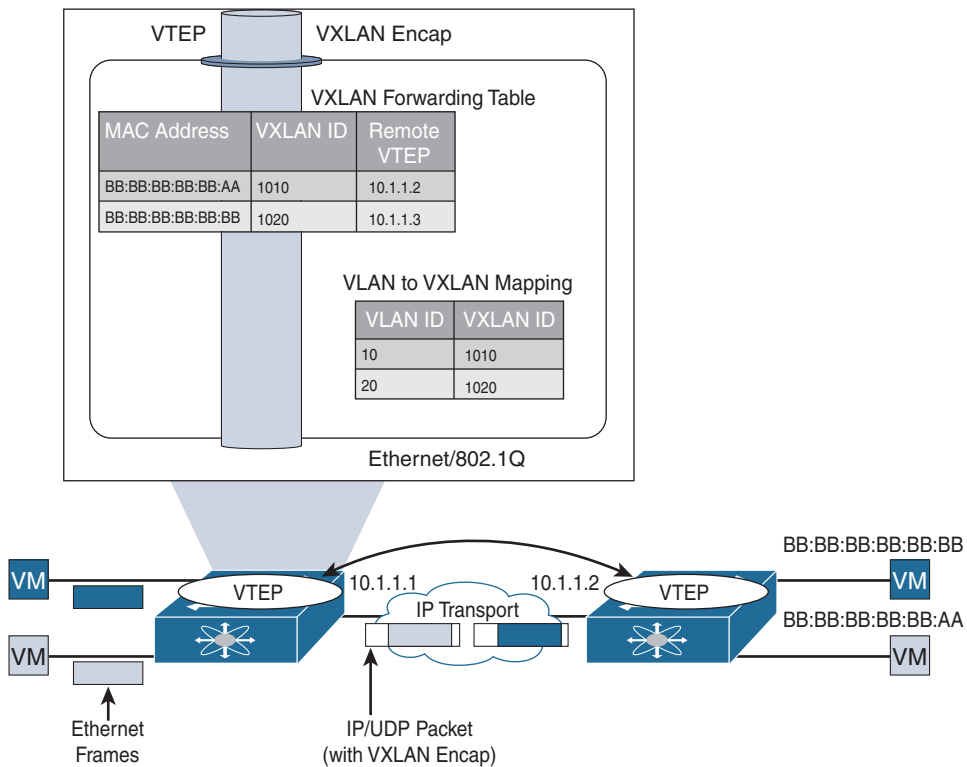 VTEP VXLAN Encap
VXLAN Forwarding Table
MAC Address VXLAN ID Remote
VTEP
BB:BB:BB:BB:BB:AA 1010 10.1.1.2
BB:BB:BB:BB:BB:BB 1020 10.1.1.3
VLAN to VXLAN Mapping
VLAN ID VXLAN ID
10 1010
20 1020
Ethernet/802.1Q
BB:BB:BB:BB:BB:BB
VM VTEP 10.1.1.1 10.1.1.2 VTEP VM
IP Transport
BB:BB:BB:BB:BB:AA
VM VM
Ethernet
Frames
IP/UDP Packet
(with VXLAN Encap)